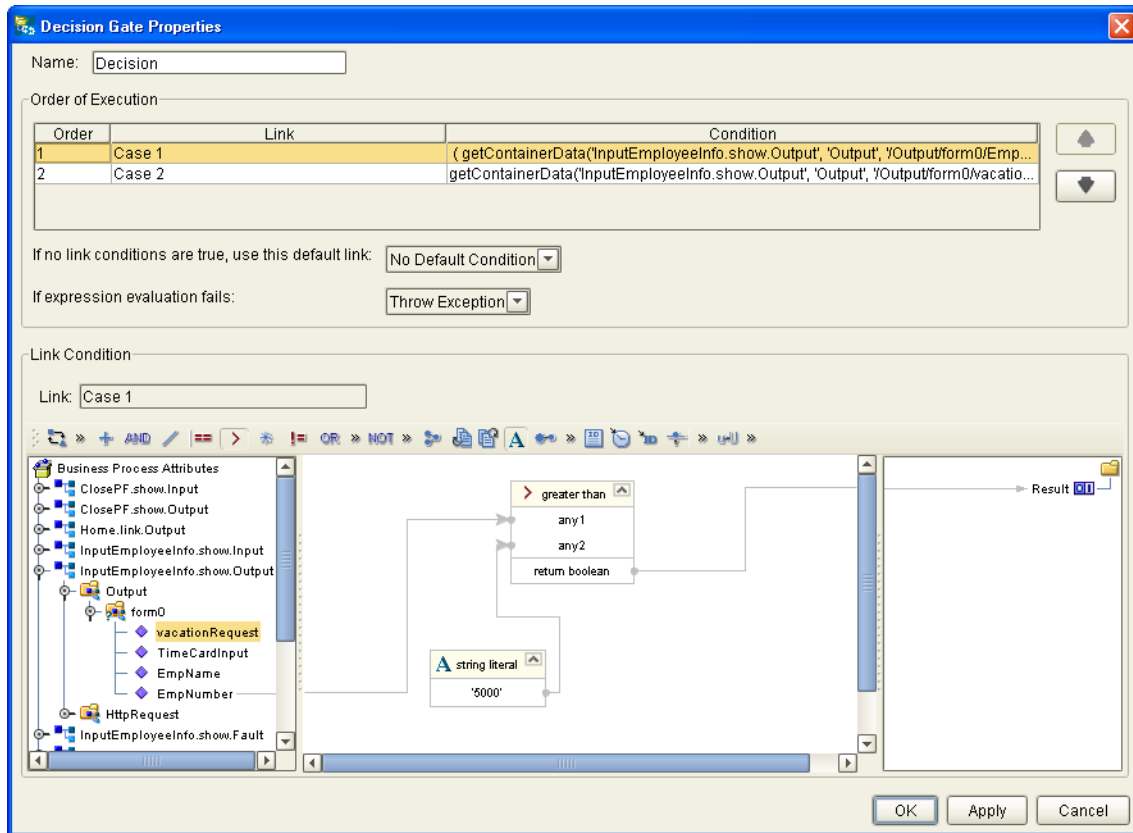 Decision Gate Properties
Name: Decision
Order of Execution
Order Link Condition
1 Case 1 ( getContainerData('InputEmployeeInfo.show.Output', 'Output', '/Output/form0/Emp...
2 Case 2 getContainerData('InputEmployeeInfo.show.Output', 'Output', '/Output/form0/vacatio...
If no link conditions are true, use this default link: No Default Condition
If expression evaluation fails: Throw Exception
Link Condition
Link: Case 1
» + AND / == > != OR » NOT » A » ID ID » »
Business Process Attributes
ClosePF.show.Input
ClosePF.show.Output
Home.link.Output
InputEmployeeInfo.show.Input
InputEmployeeInfo.show.Output
Output
form0
vacationRequest
TimeCardInput
EmpName
EmpNumber
HttpRequest
InputEmployeeInfo.show.Fault
> greater than
any1
any2
return boolean
A string literal
'5000'
Result
OK Apply Cancel